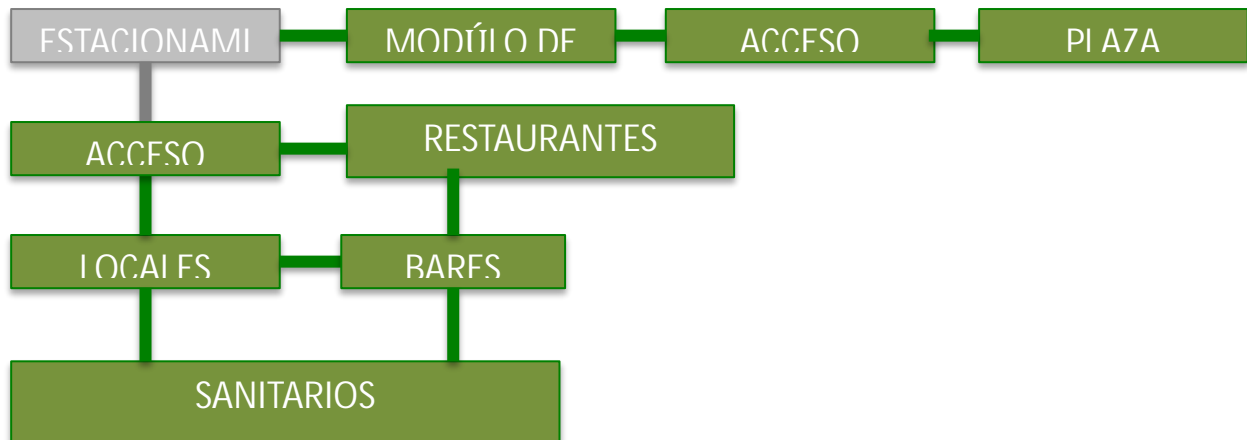 ESTACIONAMI
MODÚLO DE
ACCESO
PLAZA
ACCESO
RESTAURANTES
LOCALES
BARES
SANITARIOS